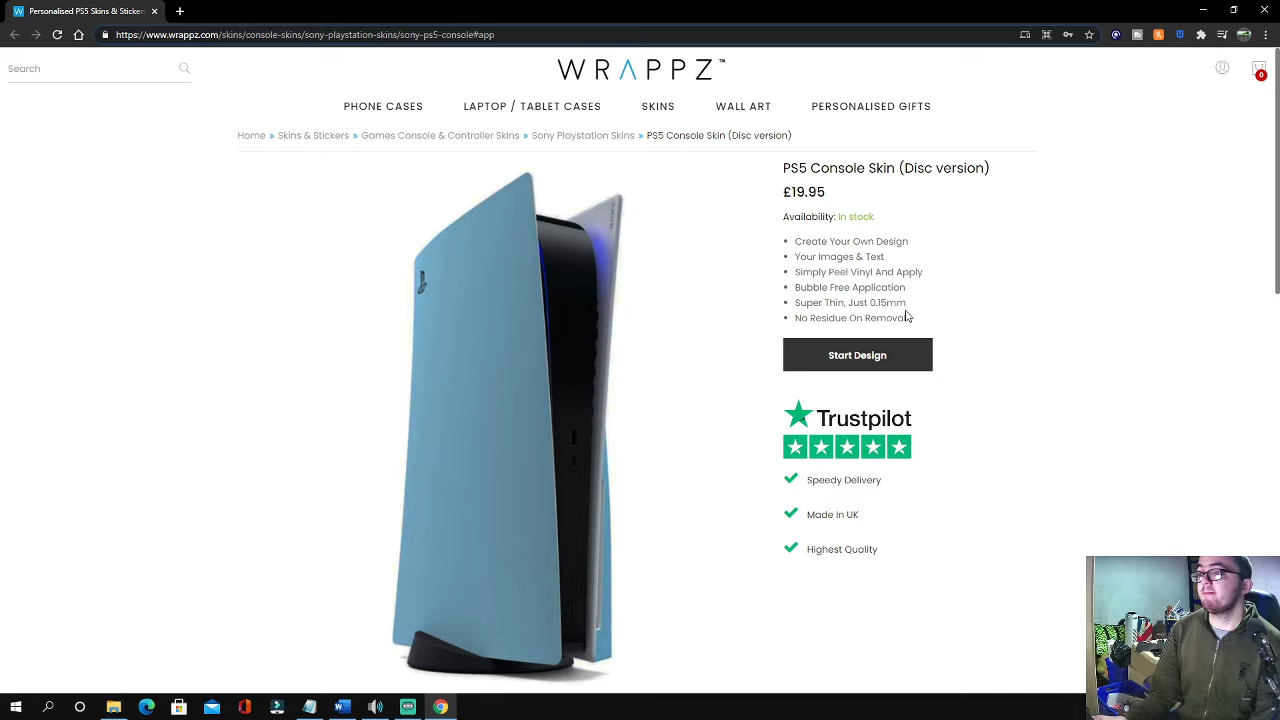 Personalised PS5 Skins & Sticker
https://www.wrappz.com/skins/console-skins/sony-playstation-skins/sony-ps5-console#app
Search
WRAPPZ™
0
PHONE CASES
LAPTOP / TABLET CASES
SKINS
WALL ART
PERSONALISED GIFTS
Home » Skins & Stickers » Games Console & Controller Skins » Sony Playstation Skins » PS5 Console Skin (Disc version)
PS5 Console Skin (Disc version)
£19.95
Availability: In stock
Create Your Own Design
Your Images & Text
Simply Peel Vinyl And Apply
Bubble Free Application
Super Thin, Just 0.15mm
No Residue On Removal
Start Design
Trustpilot
Speedy Delivery
Made In UK
Highest Quality